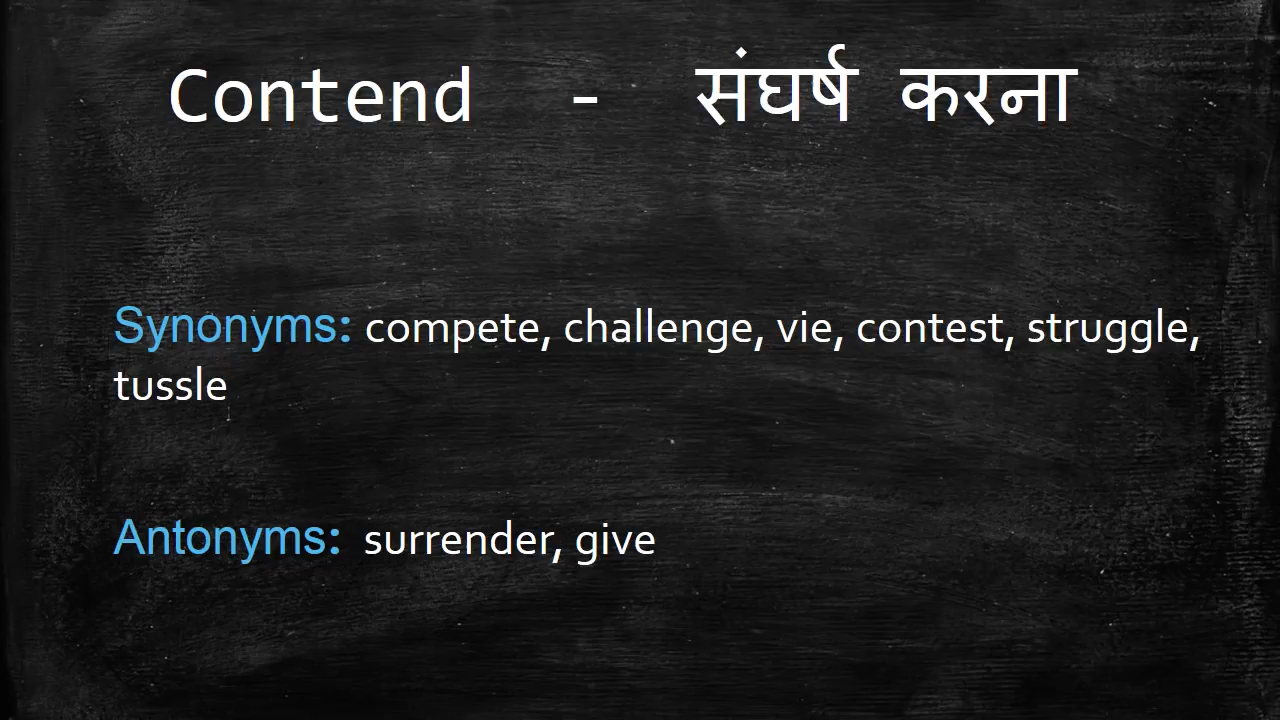 Contend - संघर्ष करना
Synonyms: compete, challenge, vie, contest, struggle,
tussle
Antonyms: surrender, give